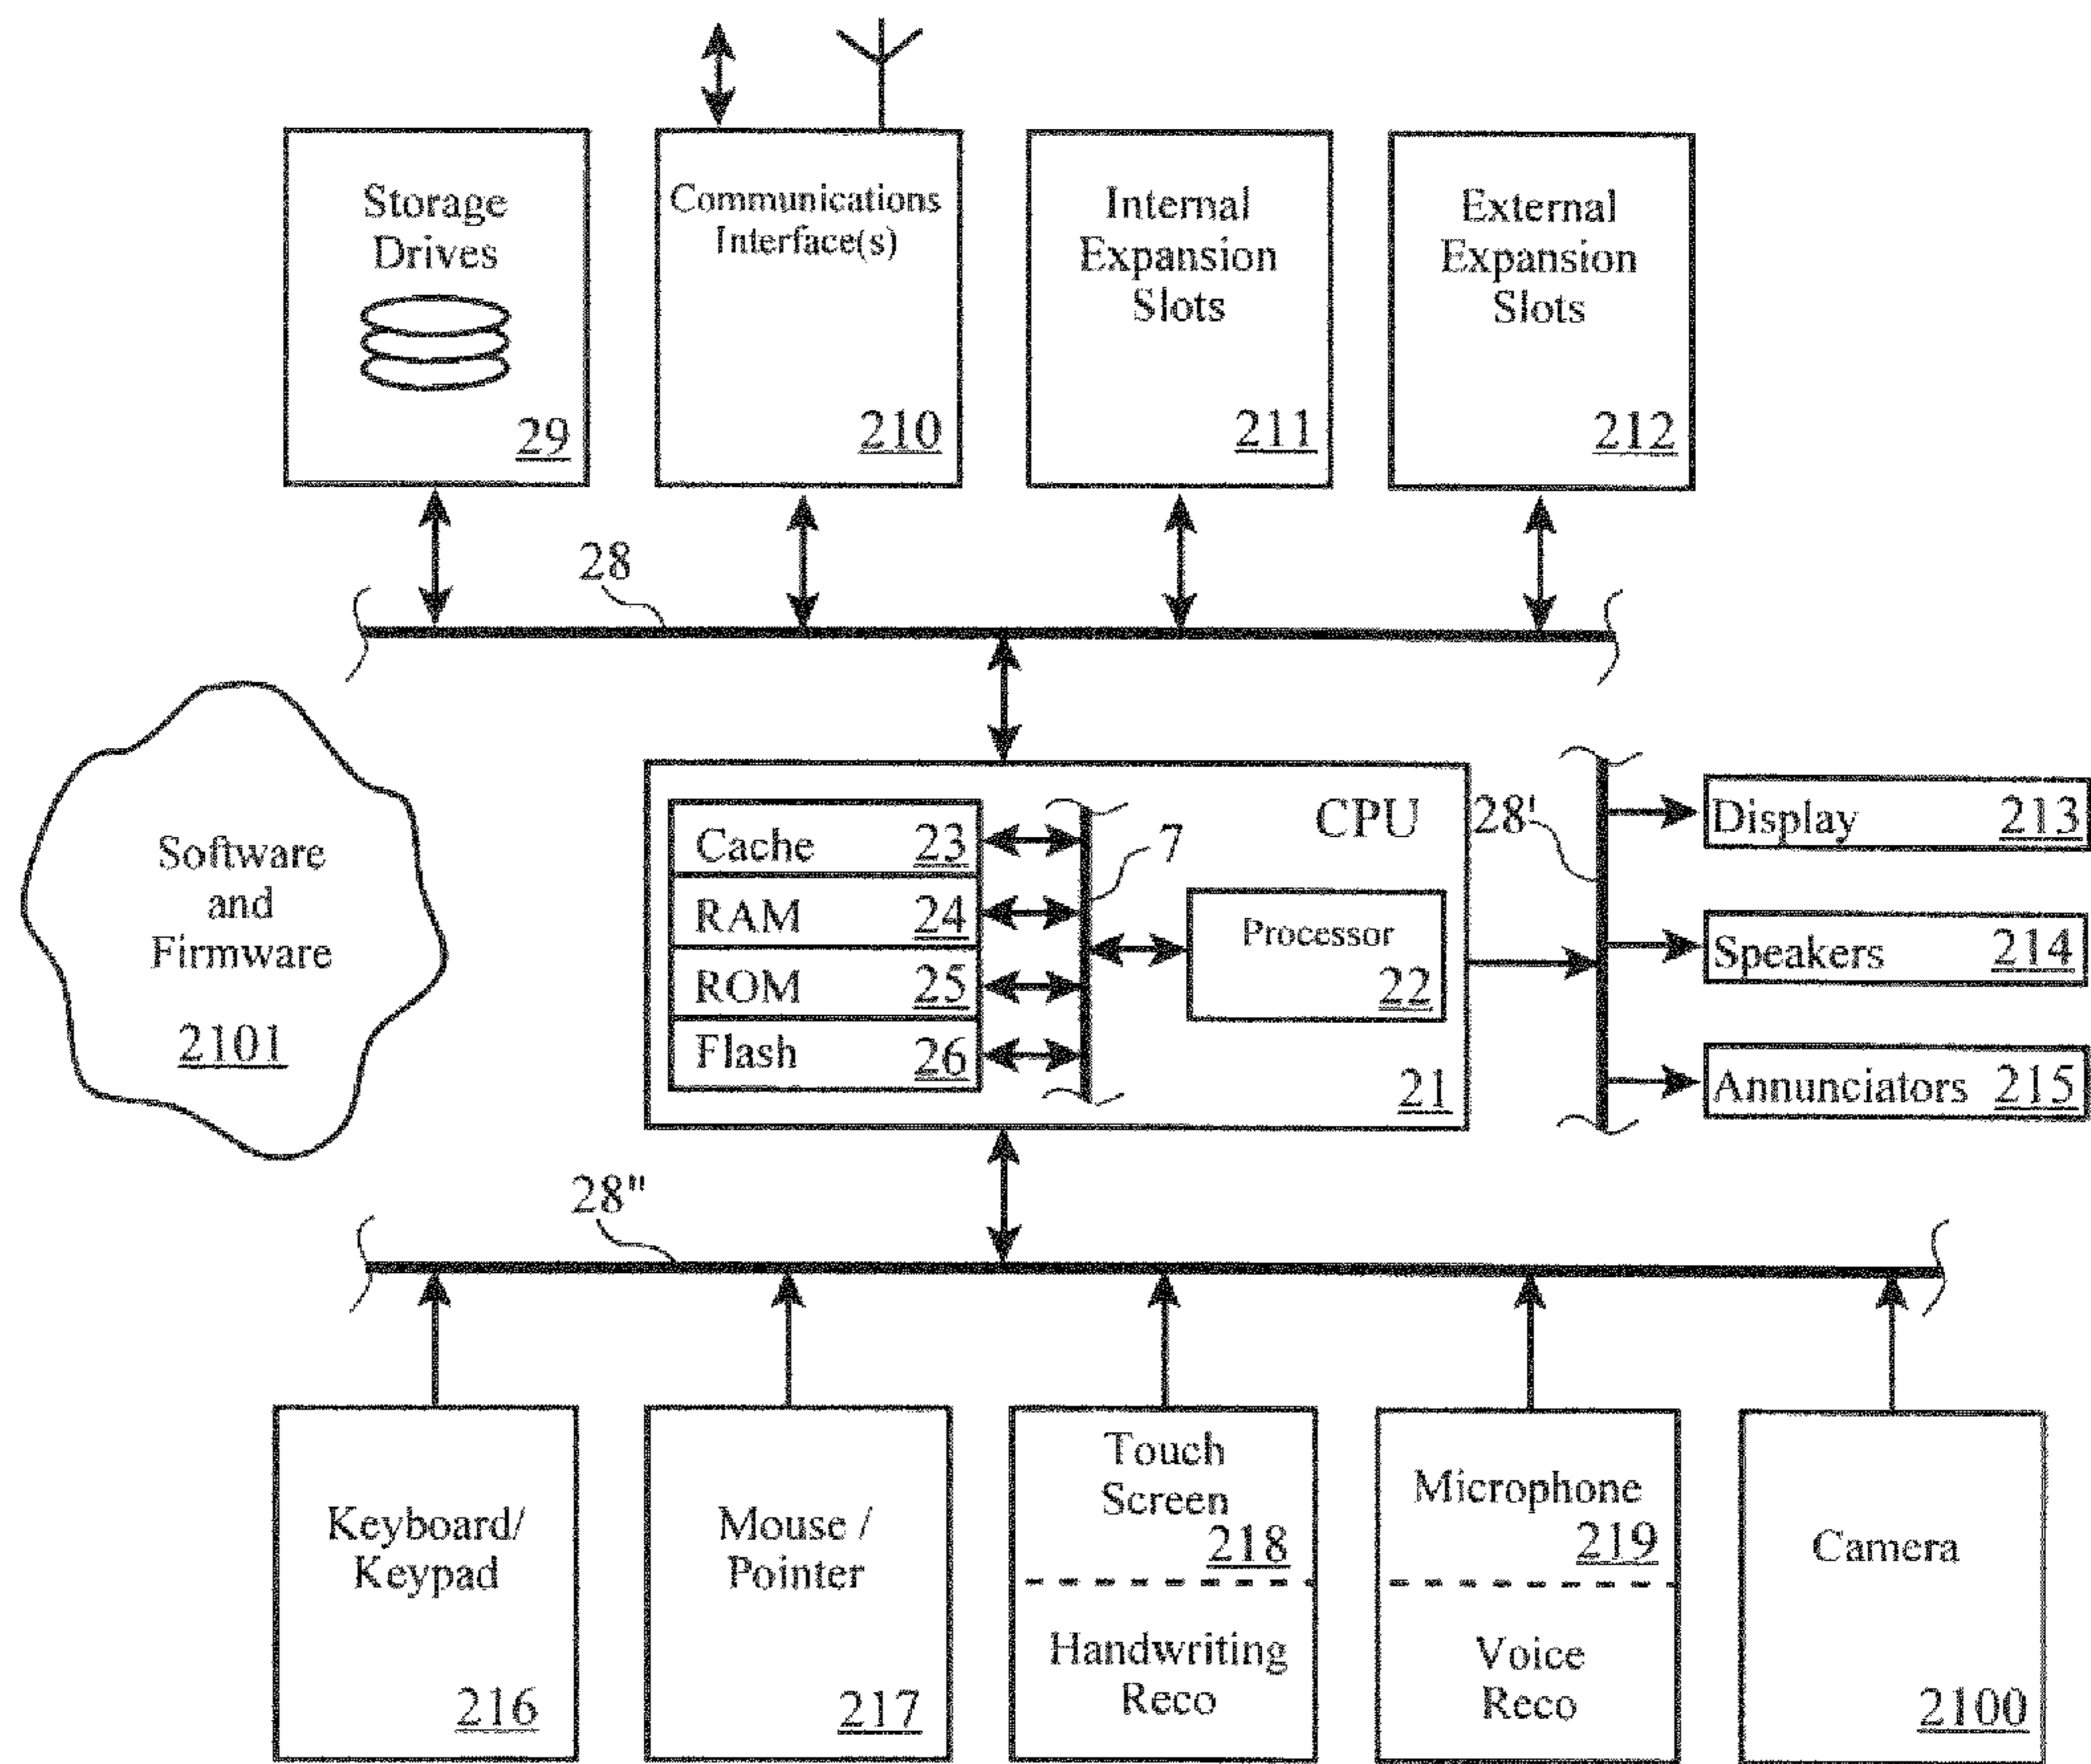 Storage
Drives
29
Communications
Interface(s)
210
Internal
Expansion
Slots
211
External
Expansion
Slots
212
28
Software
and
Firmware
2101
CPU
Cache 23
RAM 24
ROM 25
Flash 26
7
Processor
22
21
28'
Display 213
Speakers 214
Annunciators 215
28"
Keyboard/
Keypad
216
Mouse /
Pointer
217
Touch
Screen
218
Handwriting
Reco
Microphone
219
Voice
Reco
Camera
2100